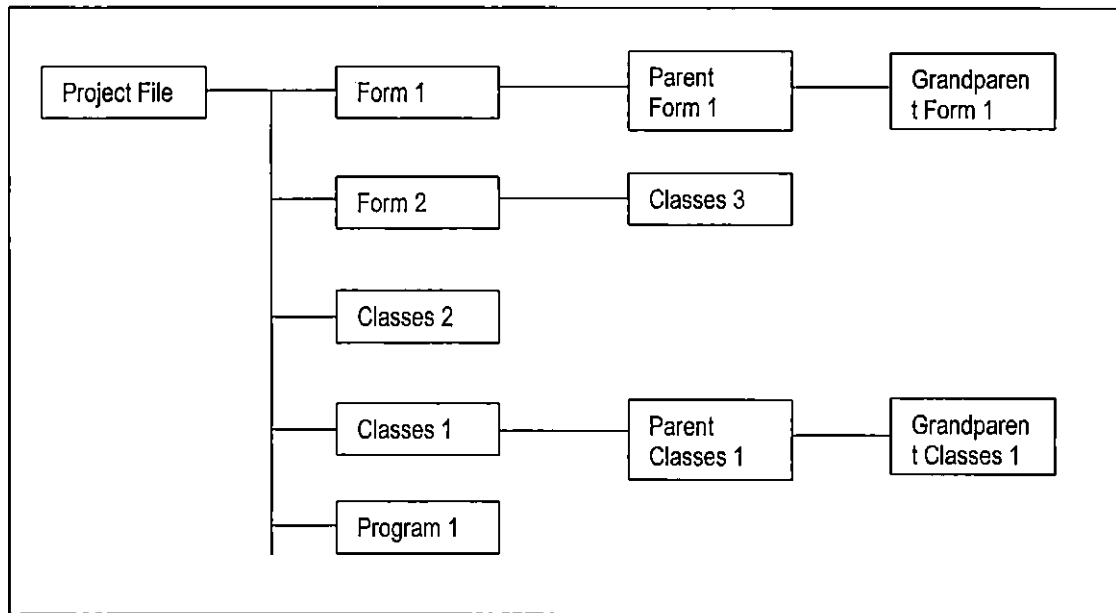 Project File
Form 1
Parent
Form 1
Grandparen
t Form 1
Form 2
Classes 3
Classes 2
Classes 1
Parent
Classes 1
Grandparen
t Classes 1
Program 1